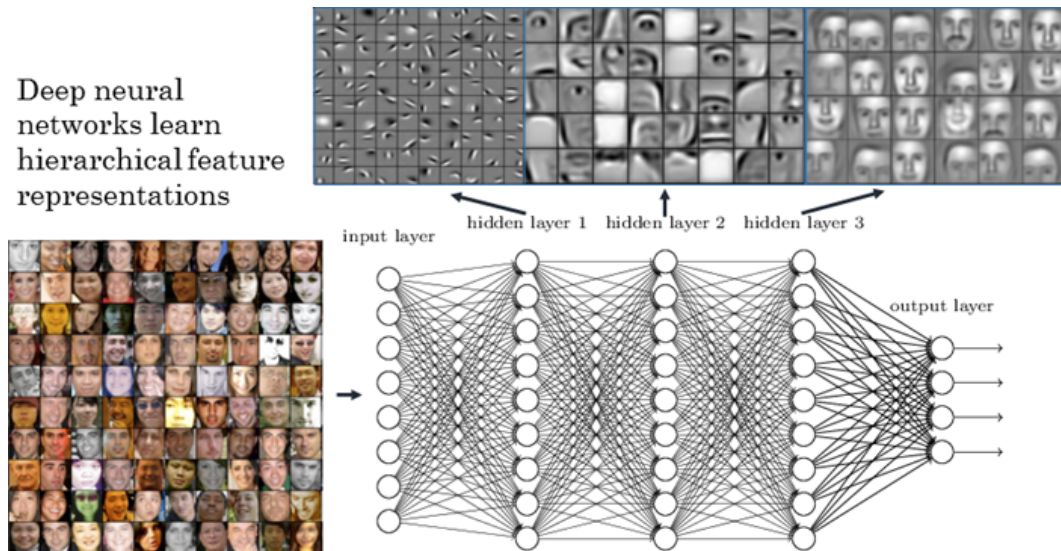 Deep neural
networks learn
hierarchical feature
representations
hidden layer 1
hidden layer 2
hidden layer 3
input layer
output layer